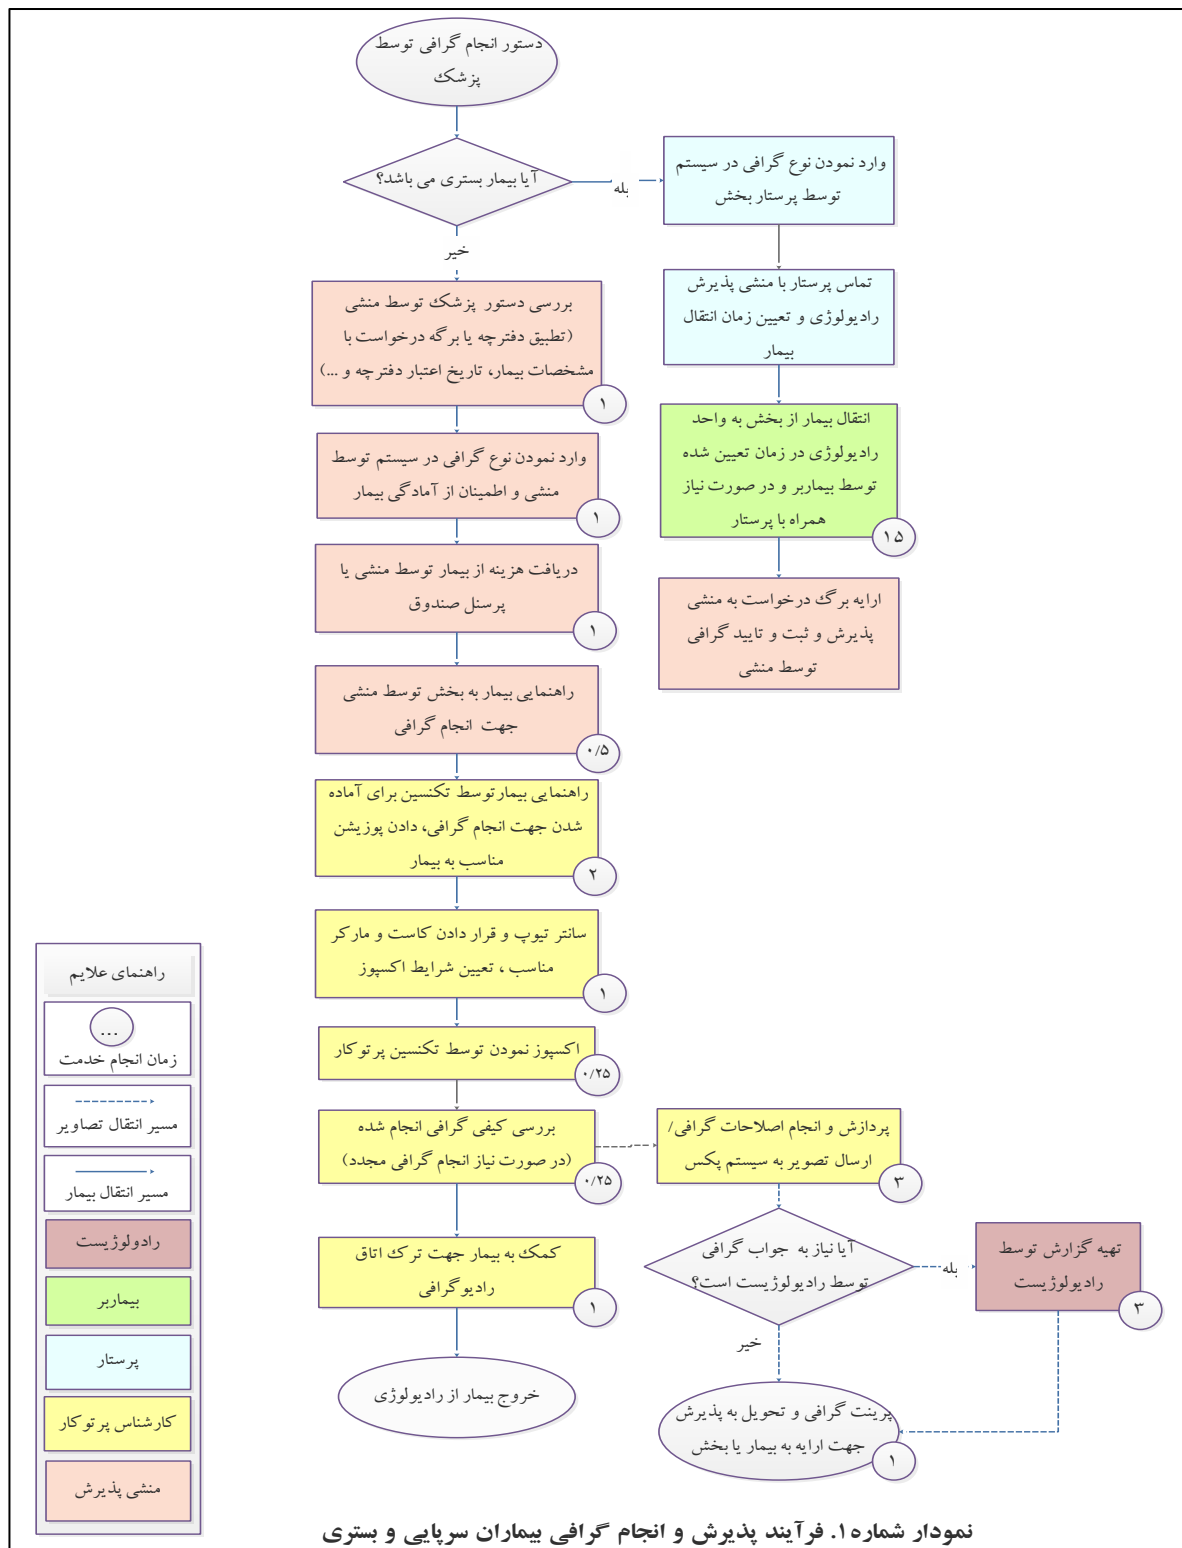 دستور انجام گرافی توسط
پزشک
آیا بیمار بستری می باشد؟
بله
خیر
وارد نمودن نوع گرافی در سیستم
توسط پرستار بخش
تماس پرستار با منشی پذیرش
رادیولوژی و تعیین زمان انتقال
بیمار
انتقال بیمار از بخش به واحد
رادیولوژی در زمان تعیین شده
توسط بیماربر و در صورت نیاز
همراه با پرستار
۱۵
ارایه برگ درخواست به منشی
پذیرش و ثبت و تایید گرافی
توسط منشی
بررسی دستور پزشک توسط منشی
(تطبیق دفترچه یا برگه درخواست با
مشخصات بیمار، تاریخ اعتبار دفترچه و ...)
۱
وارد نمودن نوع گرافی در سیستم توسط
منشی و اطمینان از آمادگی بیمار
۱
دریافت هزینه از بیمار توسط منشی یا
پرسنل صندوق
۱
راهنمایی بیمار به بخش توسط منشی
جهت انجام گرافی
۰/۵
راهنمایی بیمارتوسط تکنسین برای آماده
شدن جهت انجام گرافی، دادن پوزیشن
مناسب به بیمار
۲
سانتر تیوپ و قرار دادن کاست و مارکر
مناسب ، تعیین شرایط اکسپوز
۱
اکسپوز نمودن توسط تکنسین پرتوکار
۰/۲۵
بررسی کیفی گرافی انجام شده
(در صورت نیاز انجام گرافی مجدد)
۰/۲۵
کمک به بیمار جهت ترک اتاق
رادیوگرافی
۱
خروج بیمار از رادیولوژی
پردازش و انجام اصلاحات گرافی/
ارسال تصویر به سیستم پکس
۳
آیا نیاز به جواب گرافی
توسط رادیولوژیست است؟
بله
خیر
تهیه گزارش توسط
رادیولوژیست
۳
پرینت گرافی و تحویل به پذیرش
جهت ارایه به بیمار یا بخش
۱
راهنمای علایم
...
زمان انجام خدمت
مسیر انتقال تصاویر
مسیر انتقال بیمار
رادولوژیست
بیماربر
پرستار
کارشناس پرتوکار
منشی پذیرش
نمودار شماره۱. فرآیند پذیرش و انجام گرافی بیماران سرپایی و بستری